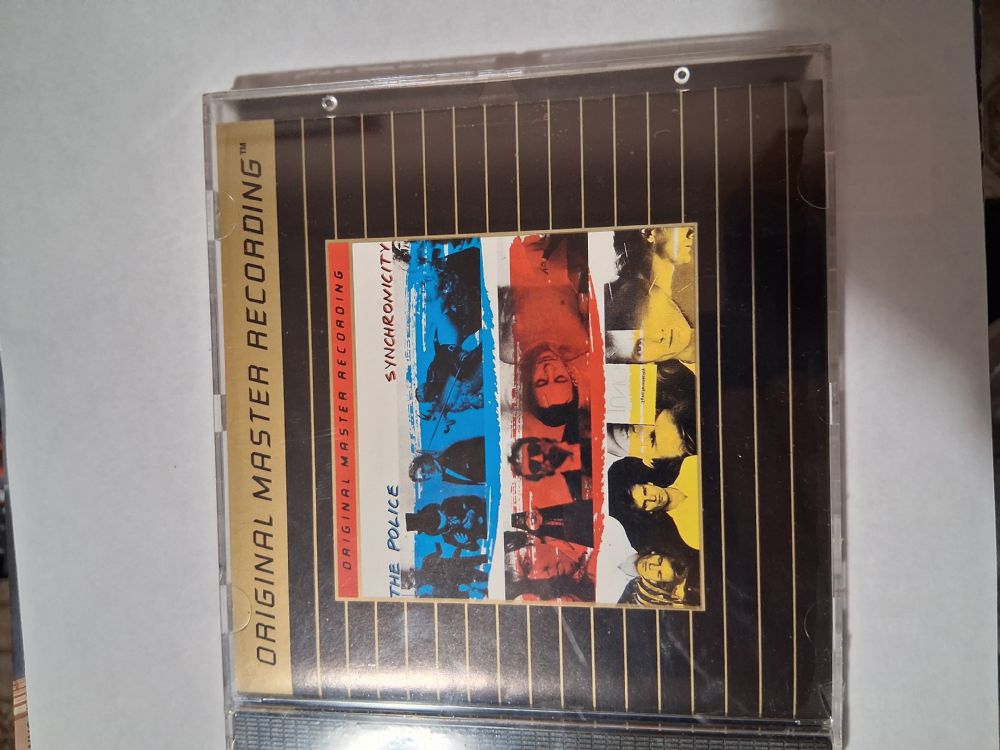 ORIGINAL MASTER RECORDING™
ORIGINAL MASTER RECORDING
THE POLICE SYNCHRONICITY